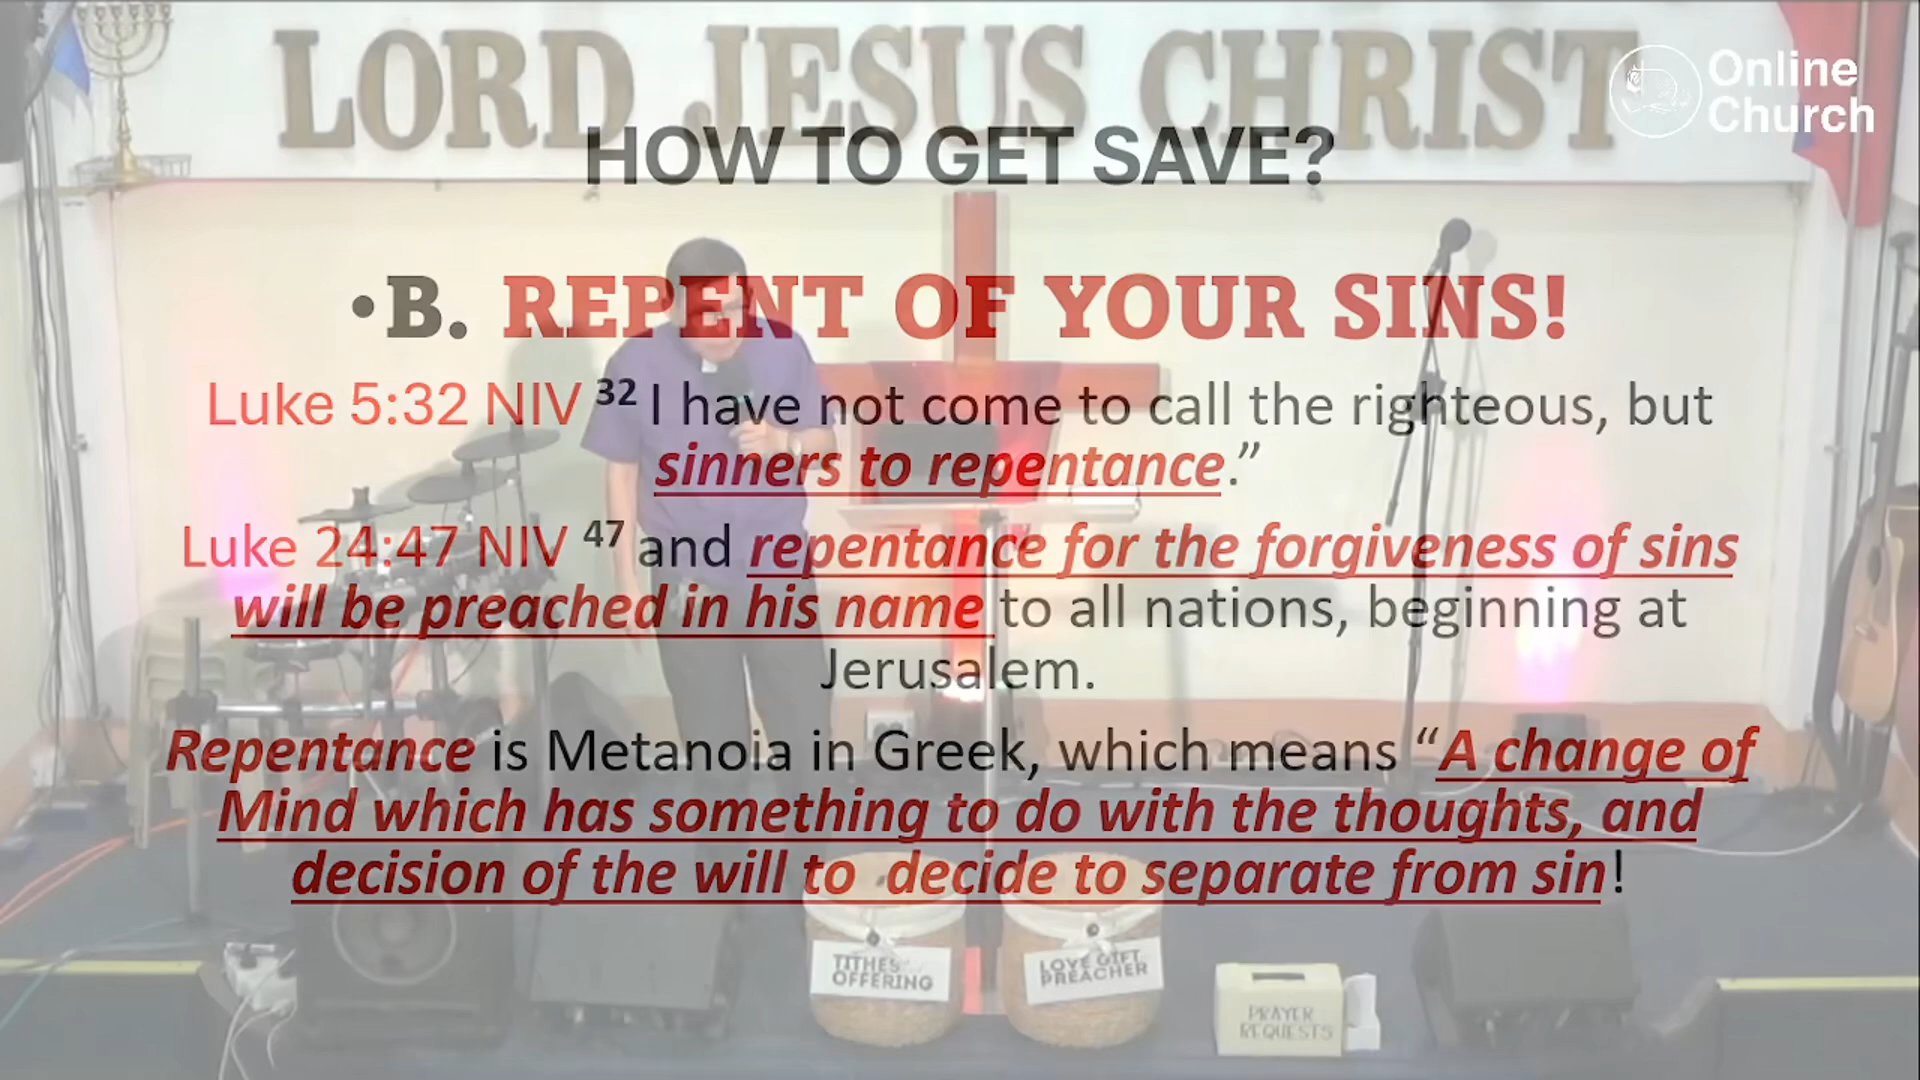 LORD JESUS CHRIST
Online
Church
HOW TO GET SAVE?
•B. REPENT OF YOUR SINS!
Luke 5:32 NIV 32 I have not come to call the righteous, but
sinners to repentance.”
Luke 24:47 NIV 47 and repentance for the forgiveness of sins
will be preached in his name to all nations, beginning at
Jerusalem.
Repentance is Metanoia in Greek, which means “A change of
Mind which has something to do with the thoughts, and
decision of the will to decide to separate from sin!
TITHES
OFFERING
LOVE GIFT
PREACHER
PRAYER
REQUESTS